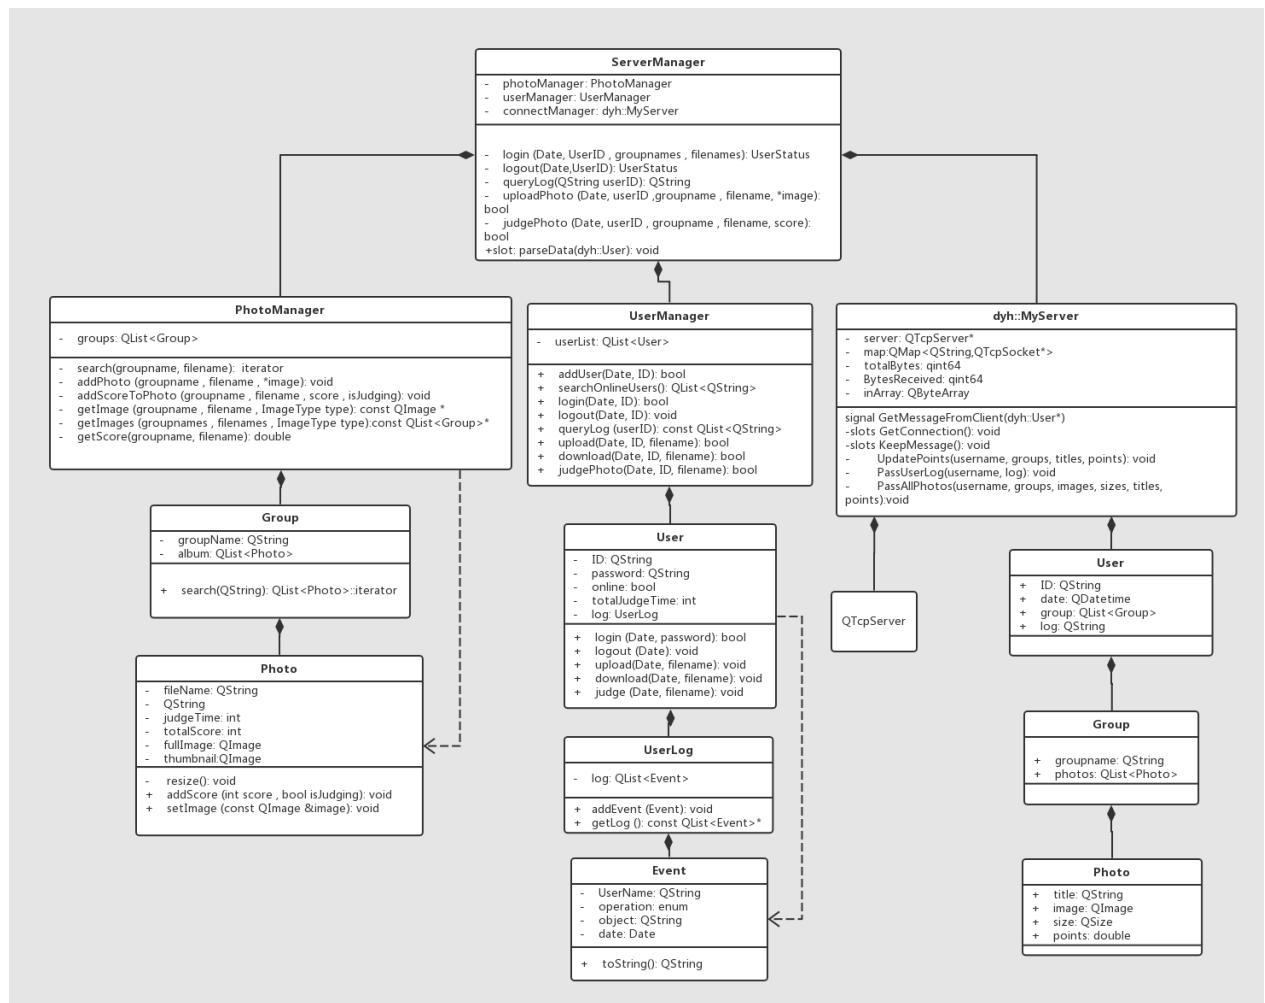 ServerManager
- photoManager: PhotoManager
- userManager: UserManager
- connectManager: dyh::MyServer
- login (Date, UserID , groupnames , filenames): UserStatus
- logout(Date,UserID): UserStatus
- queryLog(QString userID): QString
- uploadPhoto (Date, userID ,groupname , filename, *image):
bool
- judgePhoto (Date, userID , groupname , filename, score):
bool
+slot: parseData(dyh::User): void
PhotoManager
- groups: QList<Group>
- search(groupname, filename): iterator
- addPhoto (groupname , filename , *image): void
- addScoreToPhoto (groupname , filename , score , isJudging): void
- getImage (groupname , filename , ImageType type): const QImage *
- getImages (groupnames , filenames , ImageType type):const QList<Group>*
- getScore(groupname, filename): double
Group
- groupName: QString
- album: QList<Photo>
+ search(QString): QList<Photo>::iterator
Photo
- fileName: QString
- QString
- judgeTime: int
- totalScore: int
- fullImage: QImage
- thumbnail:QImage
- resize(): void
+ addScore (int score , bool isJudging): void
+ setImage (const QImage &image): void
UserManager
- userList: QList<User>
+ addUser(Date, ID): bool
+ searchOnlineUsers(): QList<QString>
+ login(Date, ID): bool
+ logout(Date, ID): void
+ queryLog (userID): const QList<QString>
+ upload(Date, ID, filename): bool
+ download(Date, ID, filename): bool
+ judgePhoto(Date, ID, filename): bool
User
- ID: QString
- password: QString
- online: bool
- totalJudgeTime: int
- log: UserLog
+ login (Date, password): bool
+ logout (Date): void
+ upload(Date, filename): void
+ download(Date, filename): void
+ judge (Date, filename): void
UserLog
- log: QList<Event>
+ addEvent (Event): void
+ getLog (): const QList<Event>*
Event
- UserName: QString
- operation: enum
- object: QString
- date: Date
+ toString(): QString
dyh::MyServer
- server: QTcpServer*
- map:QMap<QString,QTcpSocket*>
- totalBytes: qint64
- BytesReceived: qint64
- inArray: QByteArray
signal GetMessageFromClient(dyh::User*)
-slots GetConnection(): void
-slots KeepMessage(): void
- UpdatePoints(username, groups, titles, points): void
- PassUserLog(username, log): void
- PassAllPhotos(username, groups, images, sizes, titles,
points):void
QTcpServer
User
+ ID: QString
+ date: QDatetime
+ group: QList<Group>
+ log: QString
Group
+ groupname: QString
+ photos: QList<Photo>
Photo
+ title: QString
+ image: QImage
+ size: QSize
+ points: double